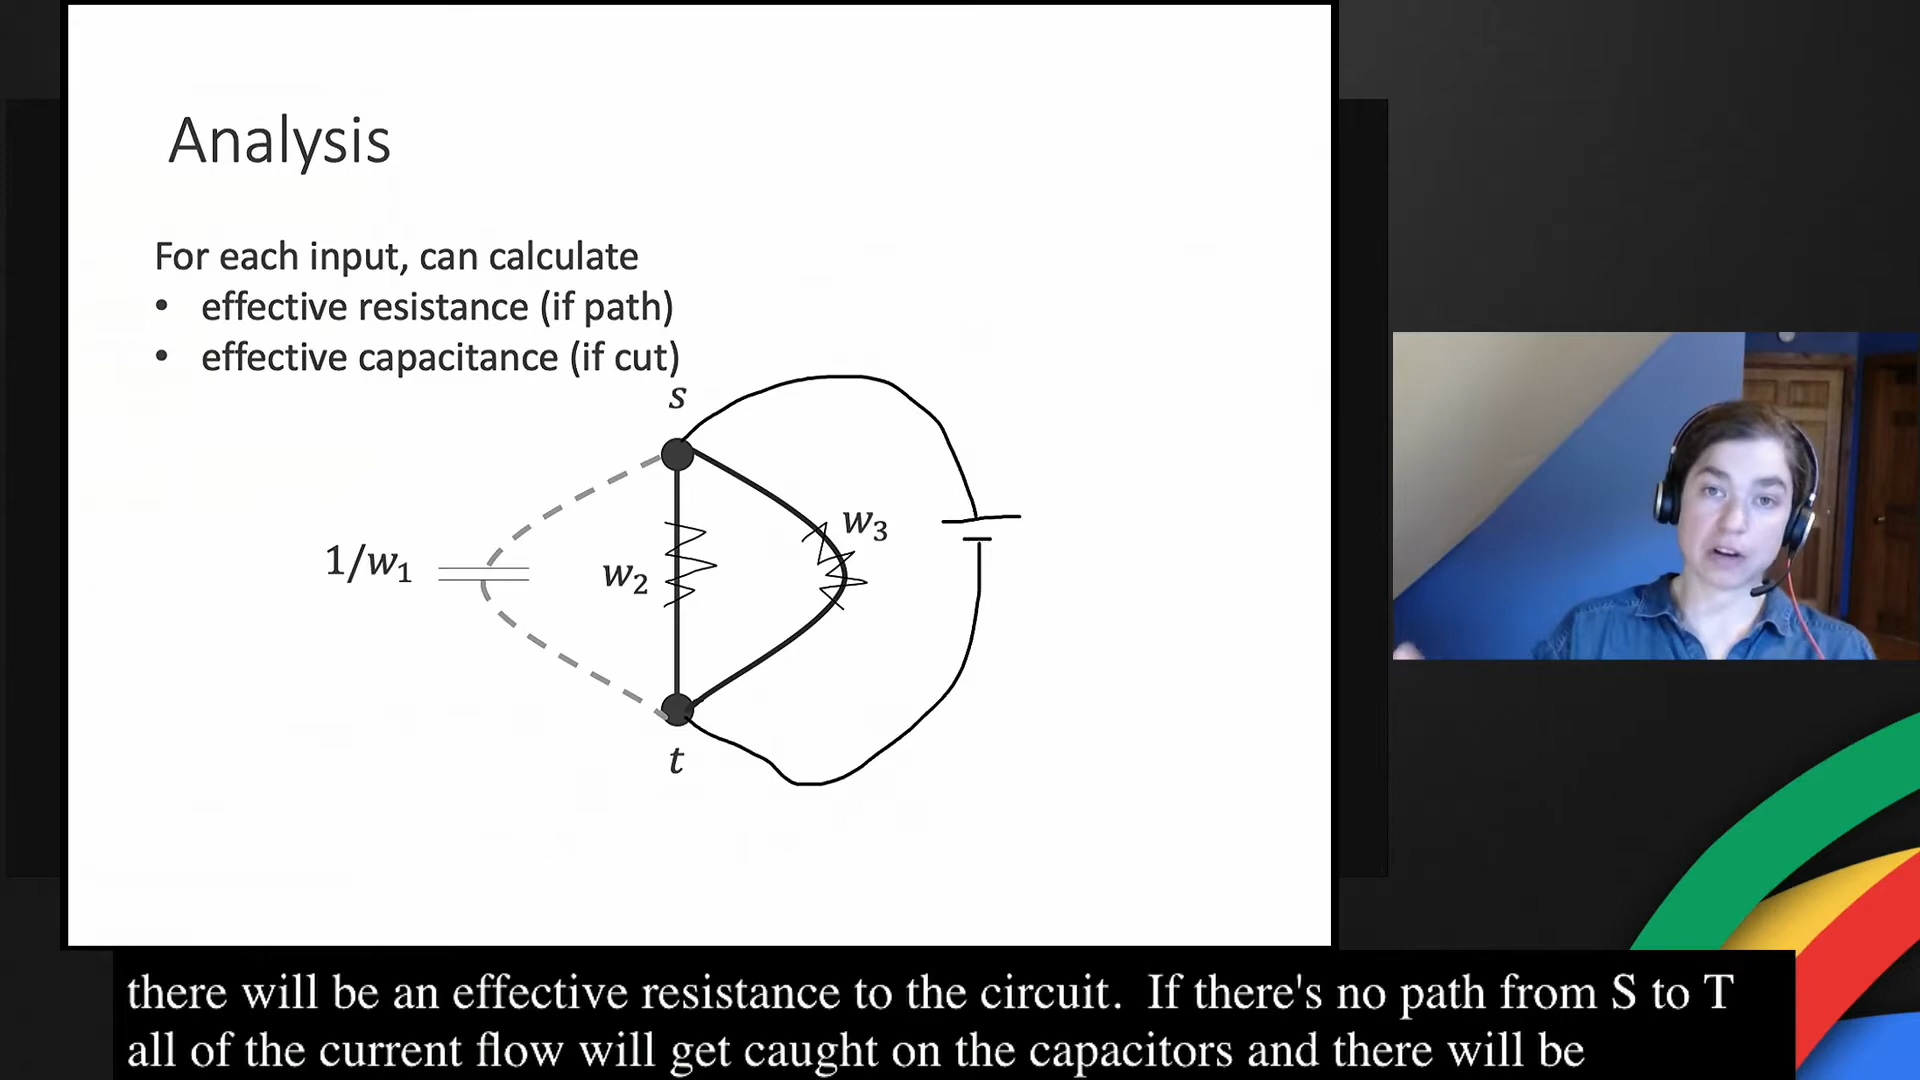 Analysis
For each input, can calculate
• effective resistance (if path)
• effective capacitance (if cut)
s
w₃
1/w₁
w₂
t
there will be an effective resistance to the circuit. If there's no path from S to T
all of the current flow will get caught on the capacitors and there will be